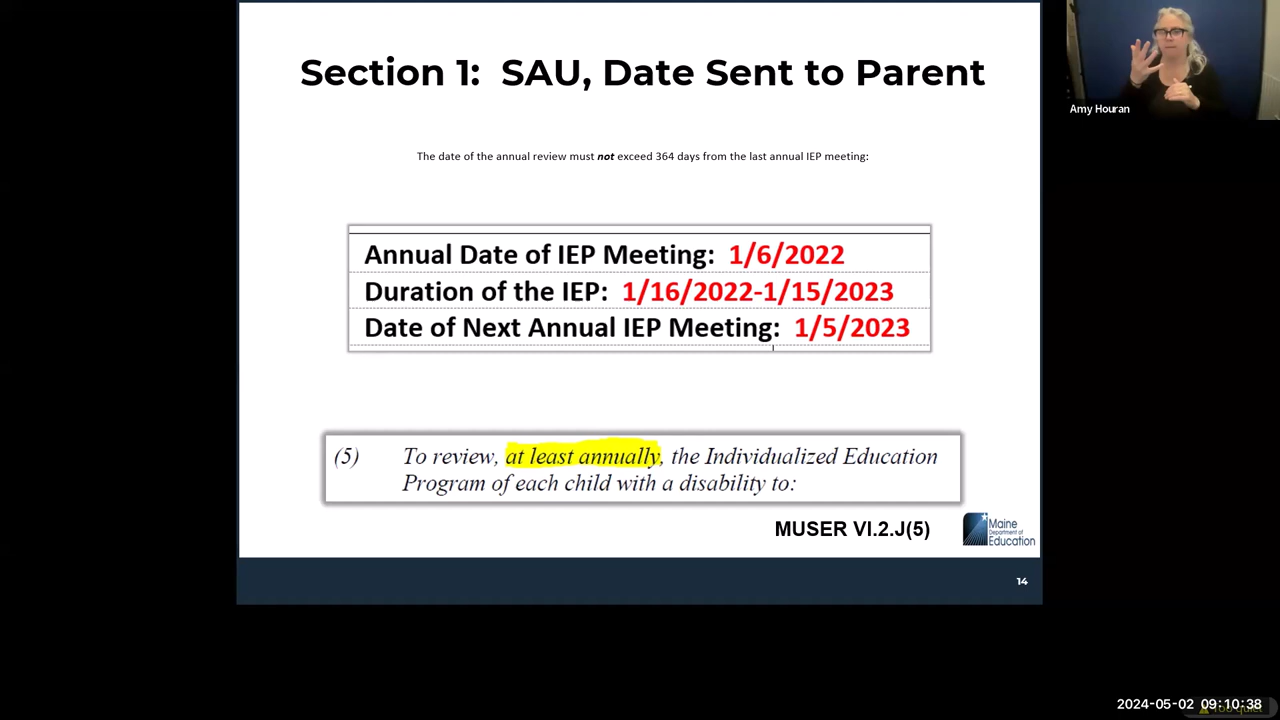 Section 1: SAU, Date Sent to Parent
Amy Houran
The date of the annual review must not exceed 364 days from the last annual IEP meeting:
Annual Date of IEP Meeting: 1/6/2022
Duration of the IEP: 1/16/2022-1/15/2023
Date of Next Annual IEP Meeting: 1/5/2023
(5) To review, at least annually, the Individualized Education
Program of each child with a disability to:
MUSER VI.2.J(5)
Maine
Department of
Education
14
2024-05-02 09:10:38